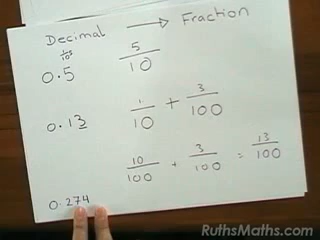 Decimal → Fraction
1/10s
0.5 5/10
0.13 1/10 + 3/100
10/100 + 3/100 = 13/100
0.274
RuthsMaths.com